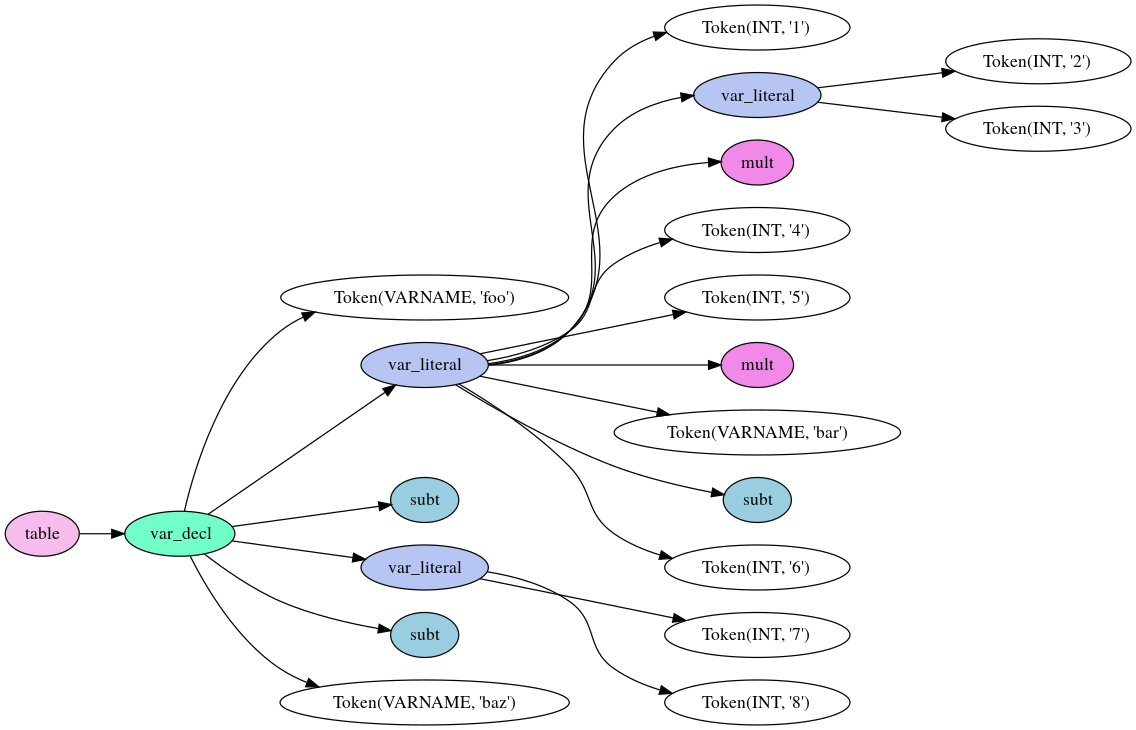 table
var_decl
Token(VARNAME, 'foo')
var_literal
subt
var_literal
subt
Token(VARNAME, 'baz')
Token(INT, '1')
var_literal
mult
Token(INT, '4')
Token(INT, '5')
mult
Token(VARNAME, 'bar')
subt
Token(INT, '6')
Token(INT, '7')
Token(INT, '8')
Token(INT, '2')
Token(INT, '3')